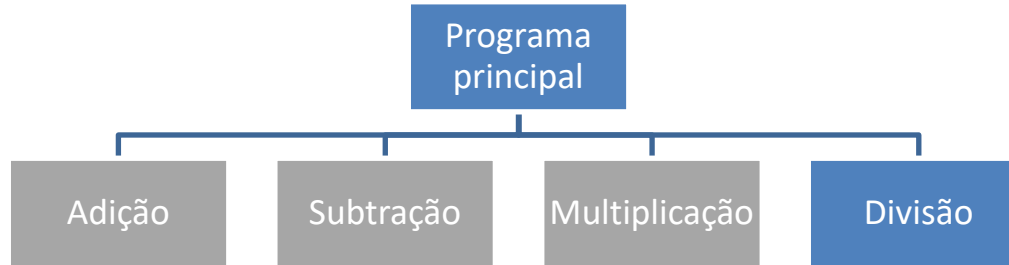 Programa
principal
Adição
Subtração
Multiplicação
Divisão